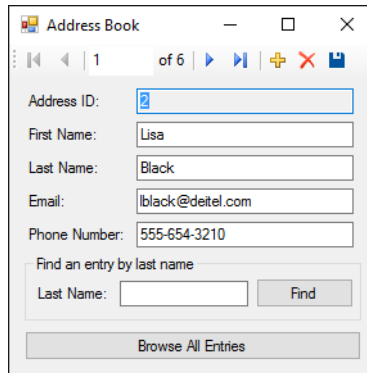 Address Book
1 of 6
Address ID: 2
First Name: Lisa
Last Name: Black
Email: lblack@deitel.com
Phone Number: 555-654-3210
Find an entry by last name
Last Name: Find
Browse All Entries